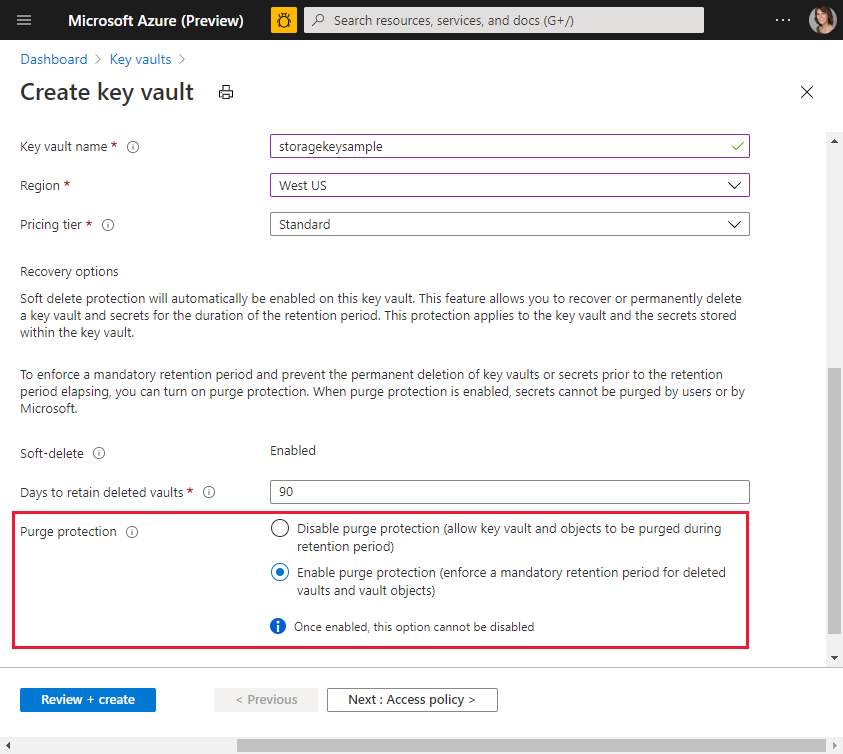 Microsoft Azure (Preview)
Search resources, services, and docs (G+/)
Dashboard > Key vaults >
Create key vault
Key vault name *
storagekeysample
Region *
West US
Pricing tier *
Standard
Recovery options
Soft delete protection will automatically be enabled on this key vault. This feature allows you to recover or permanently delete
a key vault and secrets for the duration of the retention period. This protection applies to the key vault and the secrets stored
within the key vault.
To enforce a mandatory retention period and prevent the permanent deletion of key vaults or secrets prior to the retention
period elapsing, you can turn on purge protection. When purge protection is enabled, secrets cannot be purged by users or by
Microsoft.
Soft-delete
Enabled
Days to retain deleted vaults *
90
Purge protection
Disable purge protection (allow key vault and objects to be purged during
retention period)
Enable purge protection (enforce a mandatory retention period for deleted
vaults and vault objects)
Once enabled, this option cannot be disabled
Review + create
< Previous
Next : Access policy >